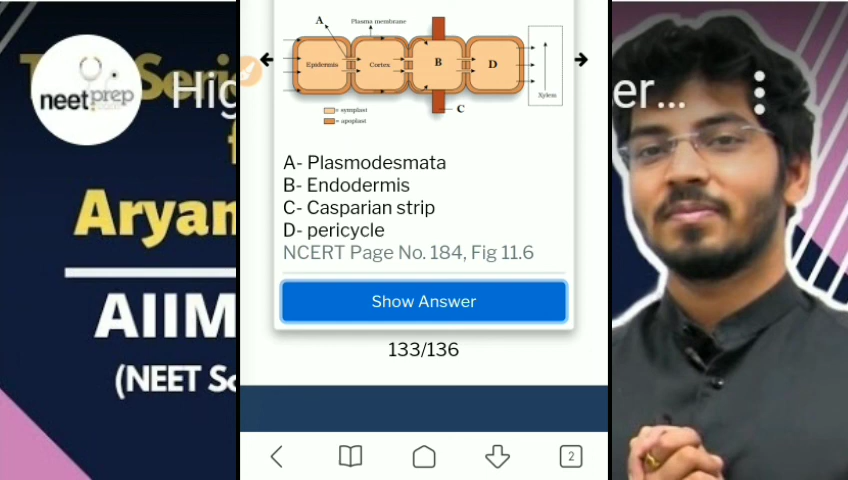 neetprep
Hig
er...
Aryan
AIIM
(NEET Sc
A
Plasma membrane
Epidermis
Cortex
B
D
C
Xylem
= symplast
= apoplast
A- Plasmodesmata
B- Endodermis
C- Casparian strip
D- pericycle
NCERT Page No. 184, Fig 11.6
Show Answer
133/136
2